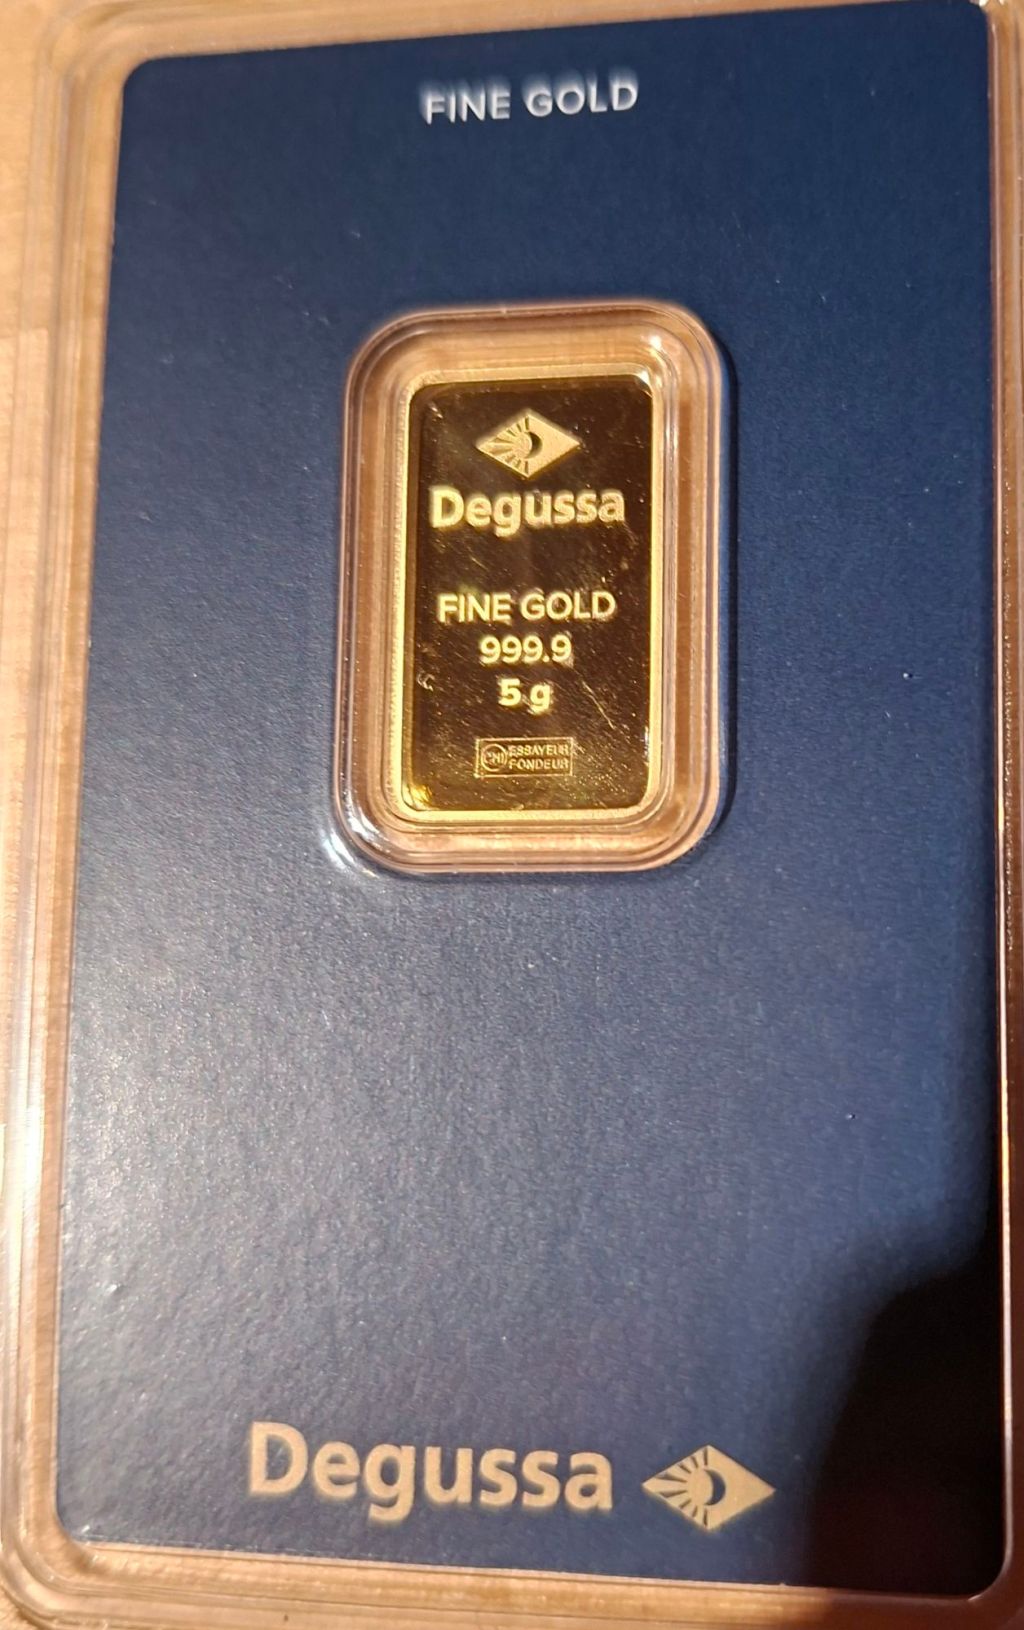 FINE GOLD
Degussa
FINE GOLD
999.9
5 g
ESSAYEUR
FONDEUR
Degussa